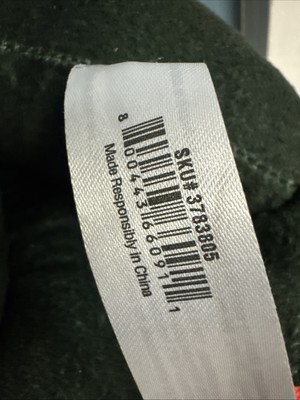 SKU# 3783805
8 00443 66091 1
Made Responsibly in China